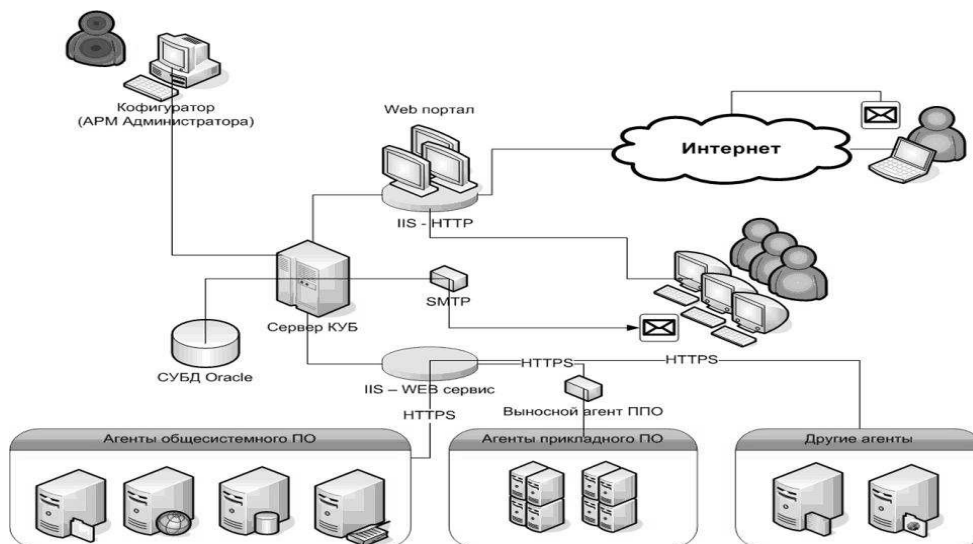 Кофигуратор
(АРМ Администратора)
Web портал
Интернет
IIS - HTTP
SMTP
Сервер КУБ
СУБД Oracle
HTTPS
HTTPS
IIS – WEB сервис
HTTPS
Выносной агент ППО
Агенты общесистемного ПО
Агенты прикладного ПО
Другие агенты